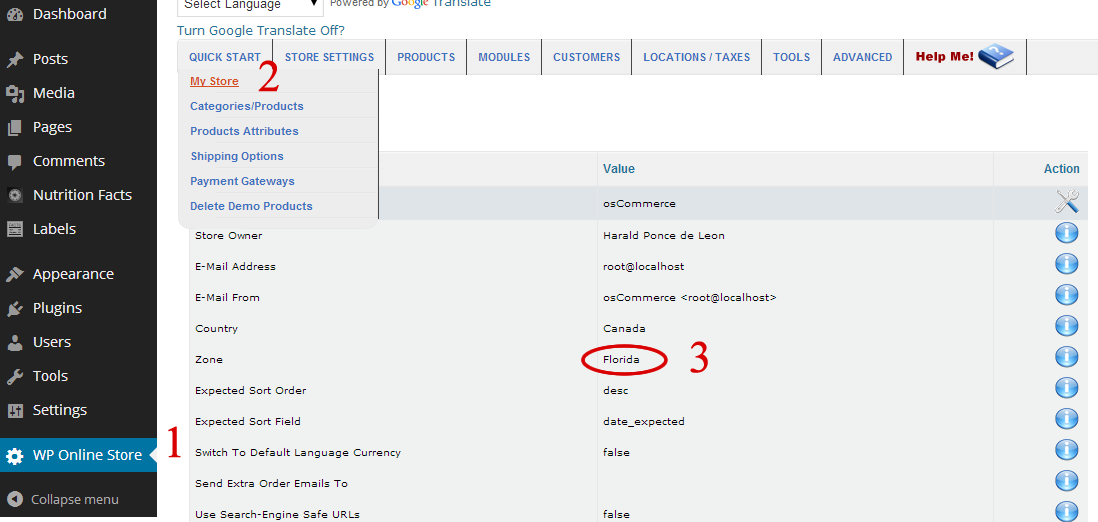 Dashboard
Posts
Media
Pages
Comments
Nutrition Facts
Labels
Appearance
Plugins
Users
Tools
Settings
WP Online Store
Collapse menu
1
Select Language Powered by Google Translate
Turn Google Translate Off?
QUICK START STORE SETTINGS PRODUCTS MODULES CUSTOMERS LOCATIONS / TAXES TOOLS ADVANCED Help Me!
2
My Store
Categories/Products
Products Attributes
Shipping Options
Payment Gateways
Delete Demo Products
Value Action
osCommerce
Store Owner Harald Ponce de Leon
E-Mail Address root@localhost
E-Mail From osCommerce <root@localhost>
Country Canada
Zone Florida 3
Expected Sort Order desc
Expected Sort Field date_expected
Switch To Default Language Currency false
Send Extra Order Emails To
Use Search-Engine Safe URLs false